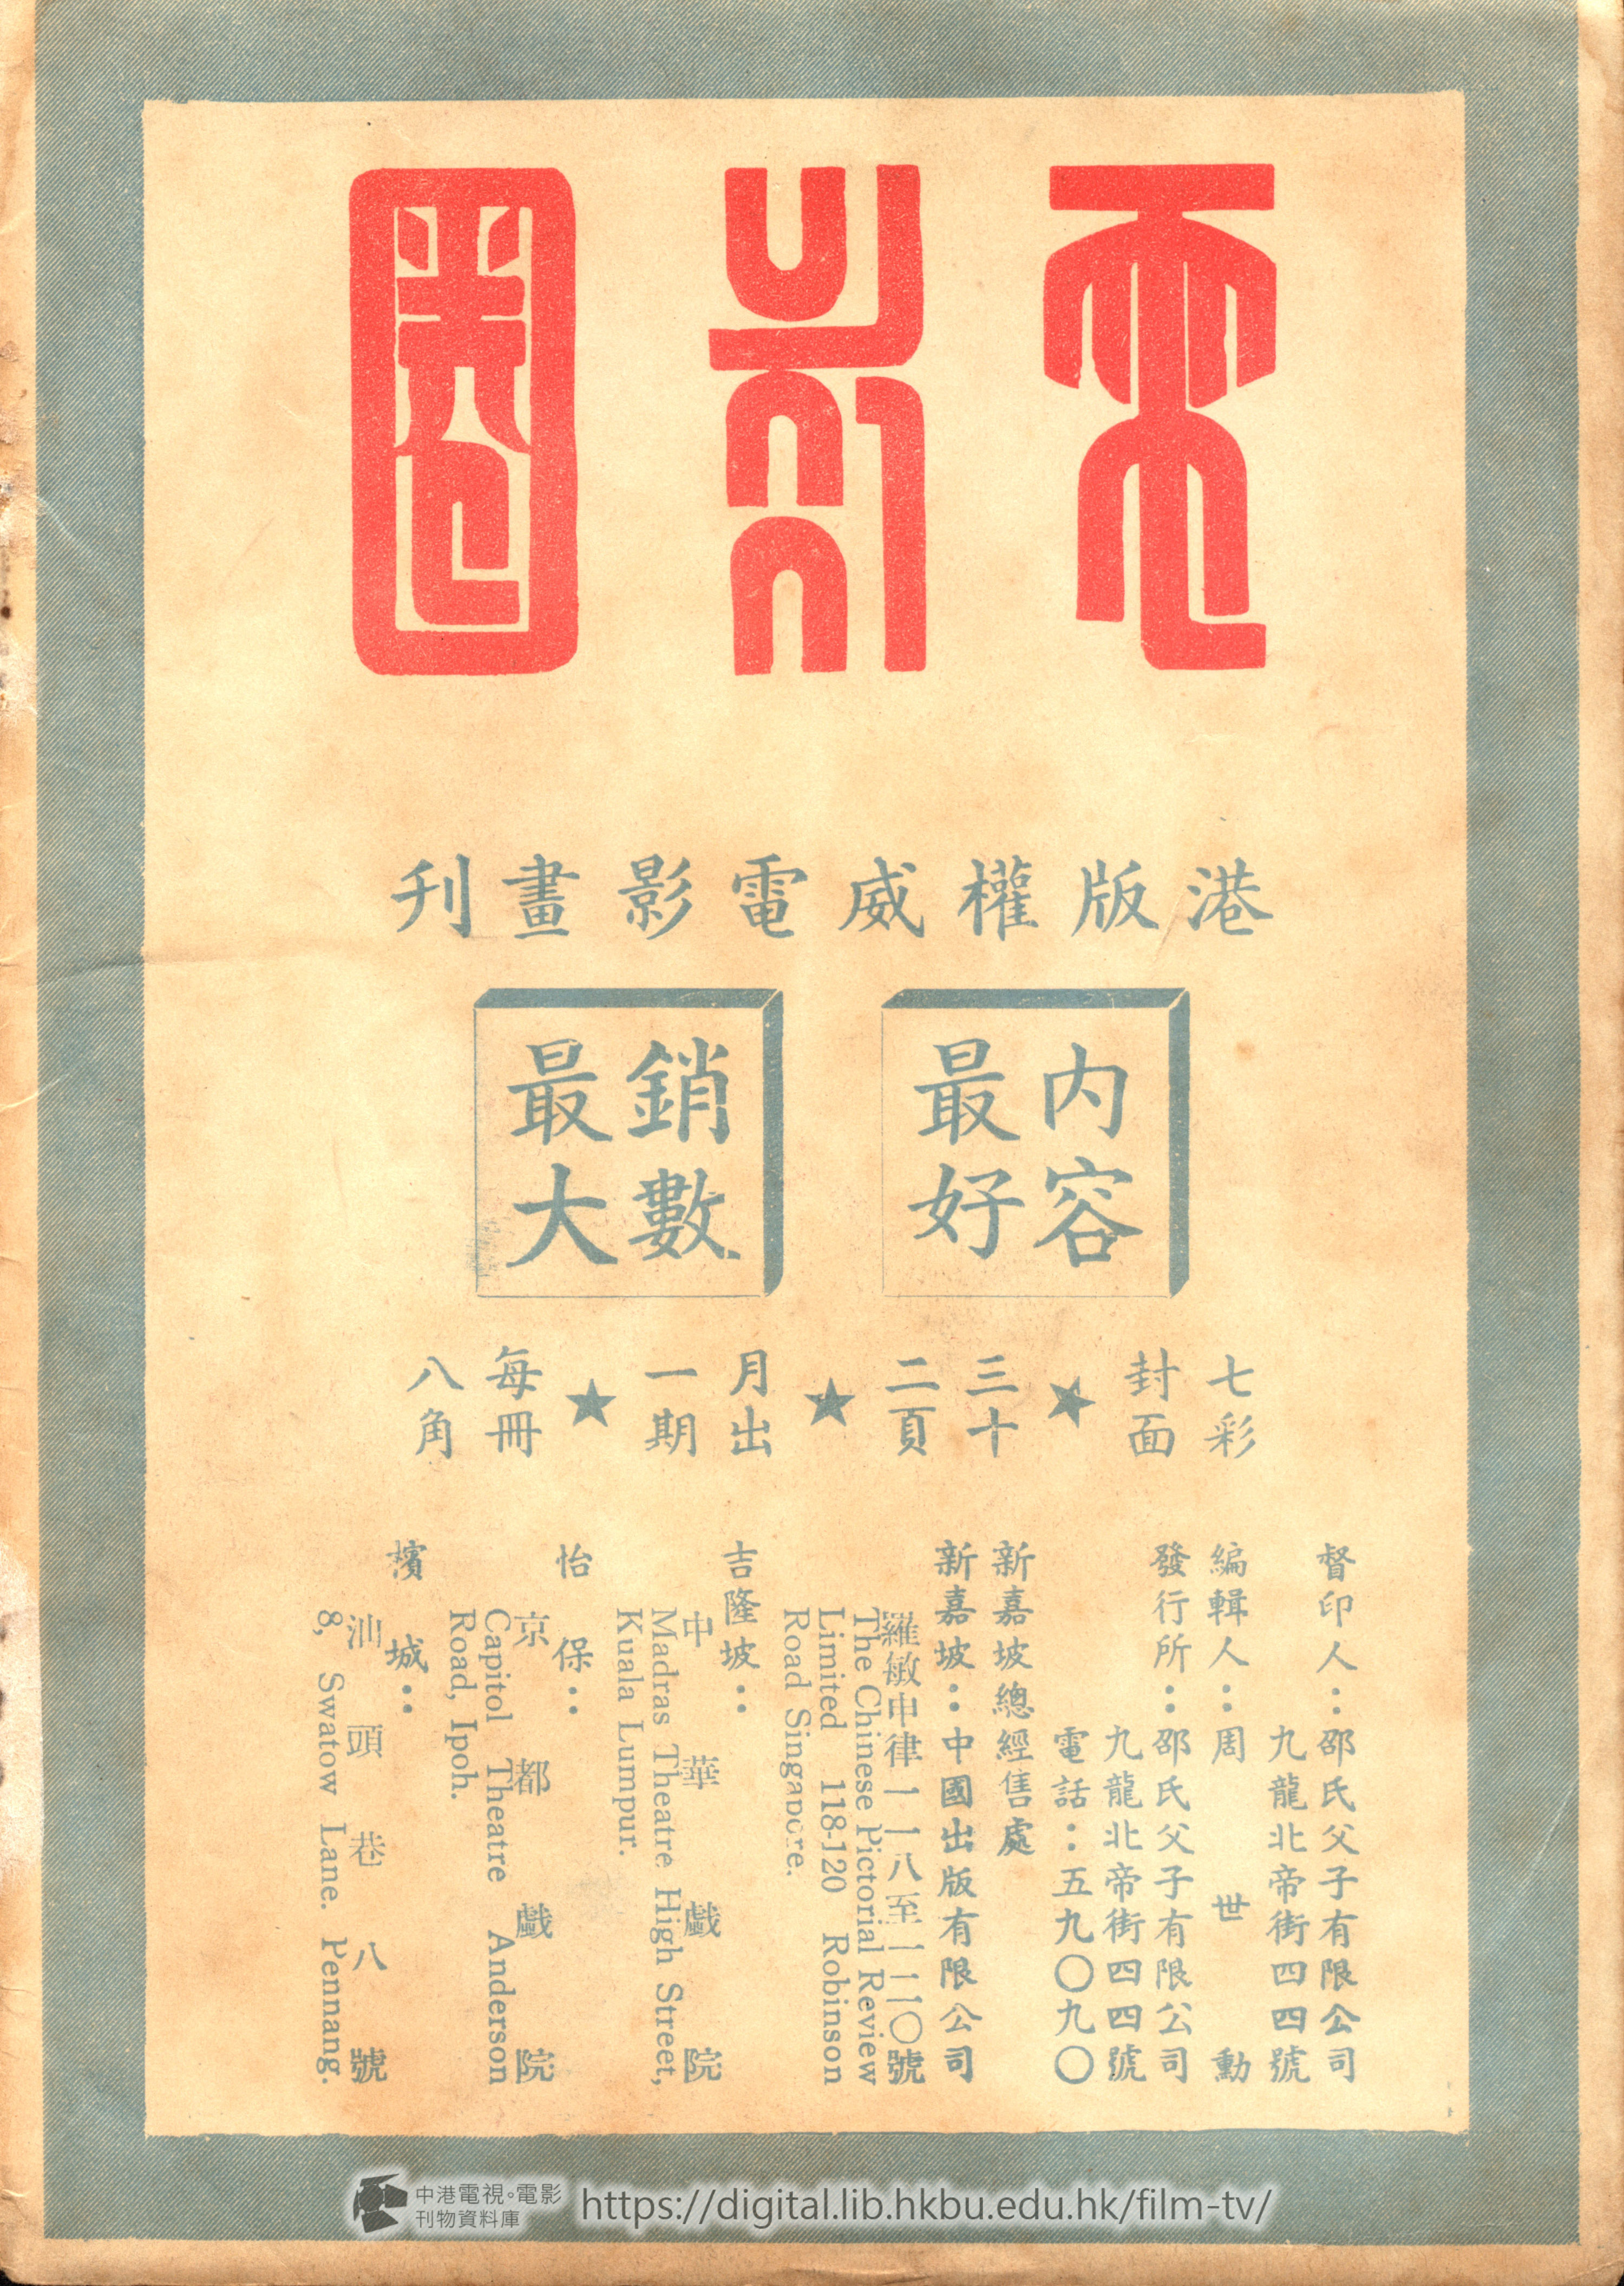 電影圈
港版權威電影畫刊
內容
最好
銷數
最大
七彩
封面
★
三十
二頁
★
月出
一期
★
每冊
八角
督印人：邵氏父子有限公司
九龍北帝街四四號
編輯人：周世勳
發行所：邵氏父子有限公司
九龍北帝街四四號
電話：五九〇九〇
新嘉坡總經售處
新嘉坡：中國出版有限公司
羅敏申律一一八至一二〇號
The Chinese Pictorial Review
Limited 118-120 Robinson
Road Singapore.
吉隆坡：
中華戲院
Madras Theatre High Street,
Kuala Lumpur.
怡保：
京都戲院
Capitol Theatre Anderson
Road, Ipoh.
檳城：
汕頭巷八號
8, Swatow Lane. Pennang.
中港電視。電影
刊物資料庫
https://digital.lib.hkbu.edu.hk/film-tv/